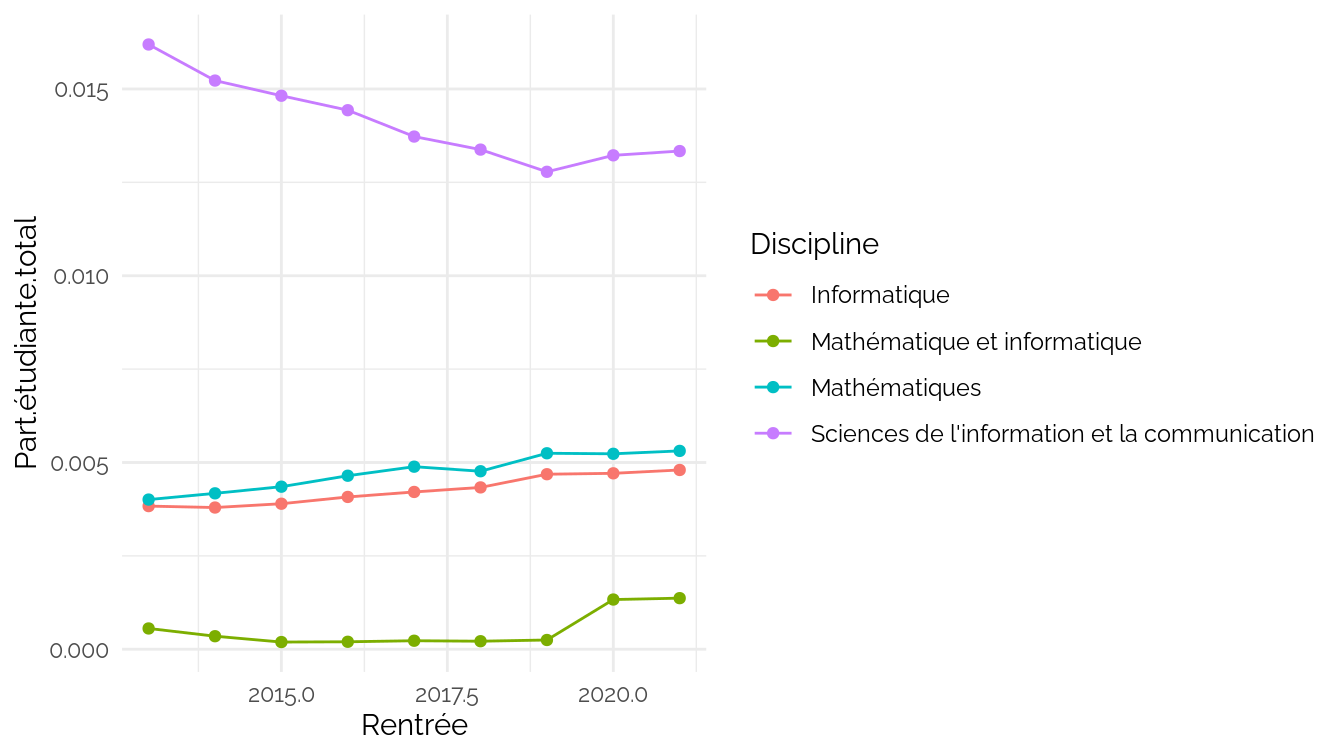 Part.étudiante.total
0.015
0.010
0.005
0.000
2015.0
2017.5
2020.0
Rentrée
Discipline
Informatique
Mathématique et informatique
Mathématiques
Sciences de l'information et la communication